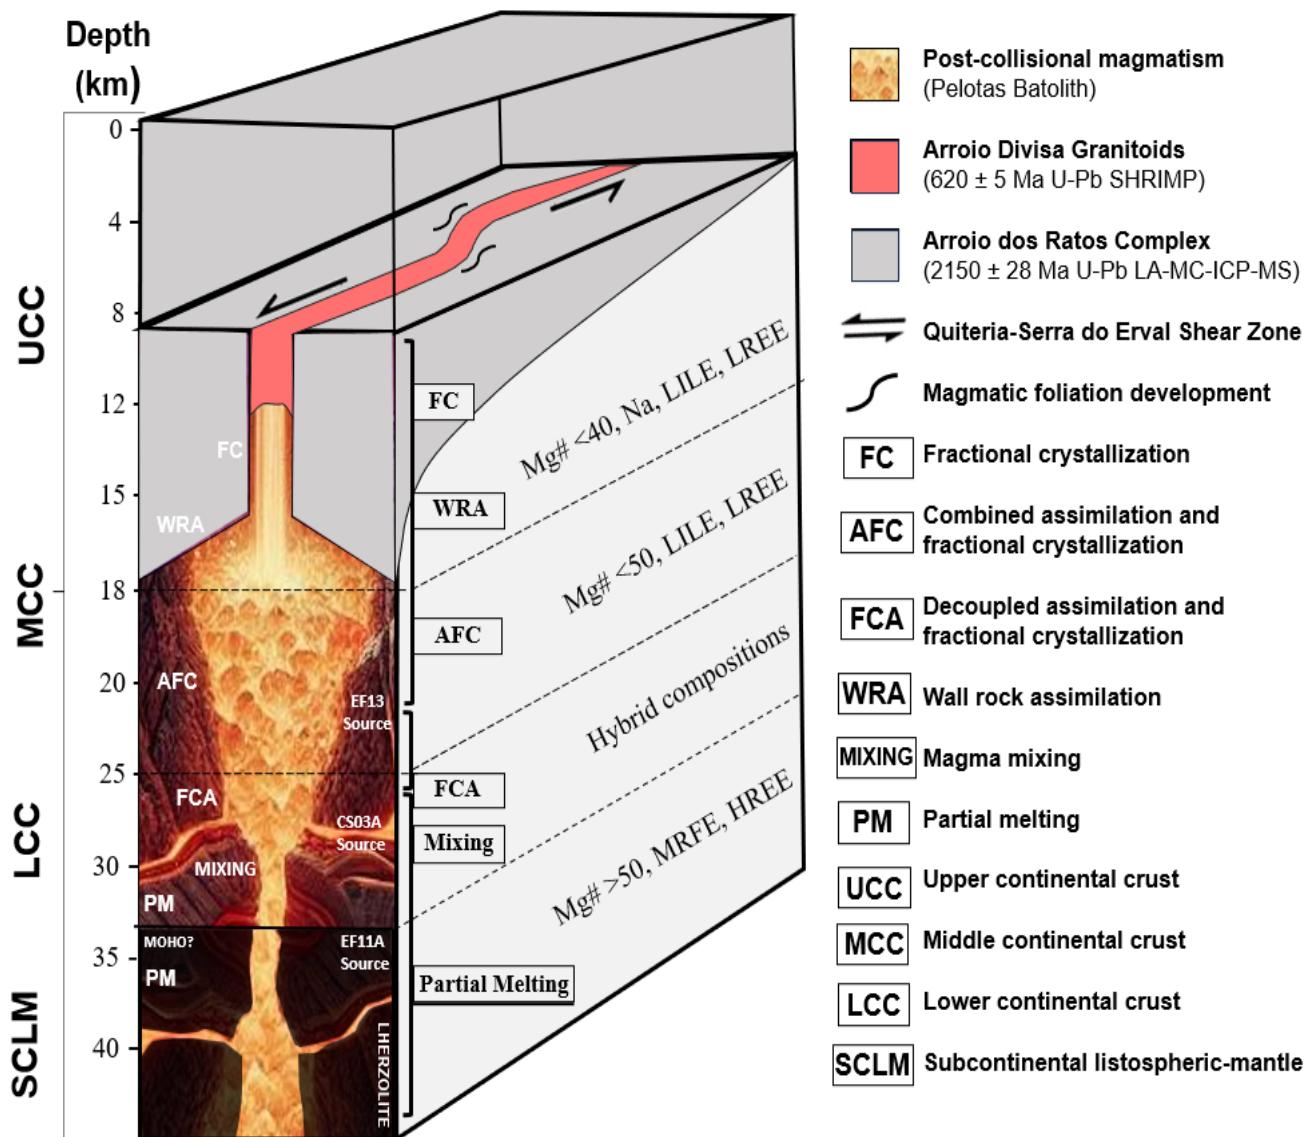 Depth
(km)
0
4
8
12
15
18
20
25
30
35
40
UCC
MCC
LCC
SCLM
FC
WRA
AFC
EF13
Source
FCA
CS03A
Source
MIXING
PM
MOHO?
PM
EF11A
Source
LHERZOLITE
FC
WRA
AFC
FCA
Mixing
Partial Melting
Mg# <40, Na, LILE, LREE
Mg# <50, LILE, LREE
Hybrid compositions
Mg# >50, MRFE, HREE
Post-collisional magmatism
(Pelotas Batolith)
Arroio Divisa Granitoids
(620 ± 5 Ma U-Pb SHRIMP)
Arroio dos Ratos Complex
(2150 ± 28 Ma U-Pb LA-MC-ICP-MS)
Quiteria-Serra do Erval Shear Zone
Magmatic foliation development
FC Fractional crystallization
AFC Combined assimilation and
fractional crystallization
FCA Decoupled assimilation and
fractional crystallization
WRA Wall rock assimilation
MIXING Magma mixing
PM Partial melting
UCC Upper continental crust
MCC Middle continental crust
LCC Lower continental crust
SCLM Subcontinental listospheric-mantle